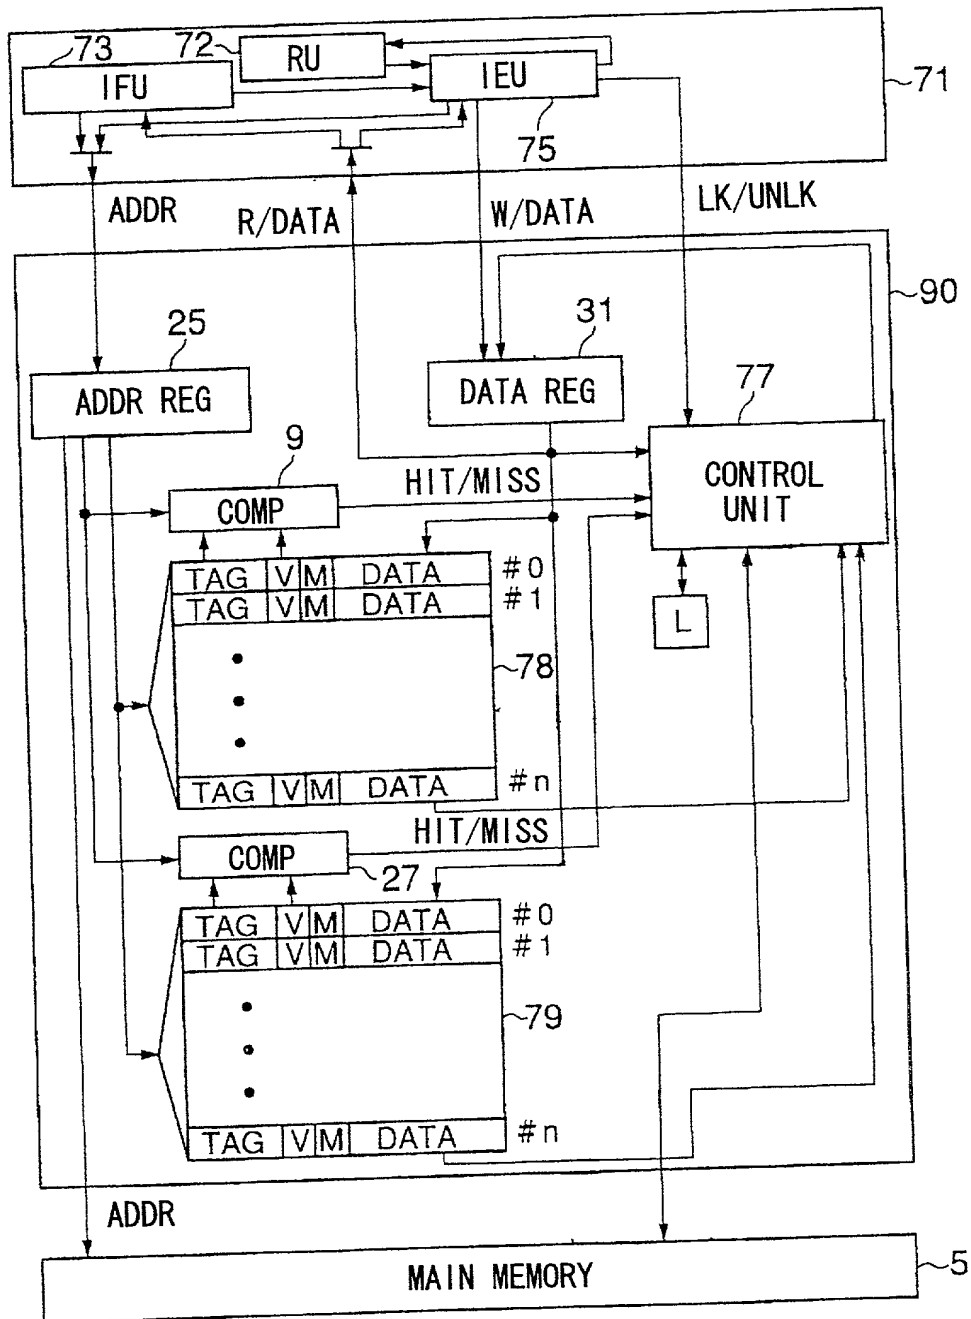 73
72
RU
IFU
IEU
71
75
ADDR
R/DATA
W/DATA
LK/UNLK
90
25
31
77
ADDR REG
DATA REG
9
HIT/MISS
CONTROL
UNIT
COMP
TAG V M DATA #0
TAG V M DATA #1
L
78
TAG V M DATA #n
HIT/MISS
COMP
27
TAG V M DATA #0
TAG V M DATA #1
79
TAG V M DATA #n
ADDR
MAIN MEMORY
5